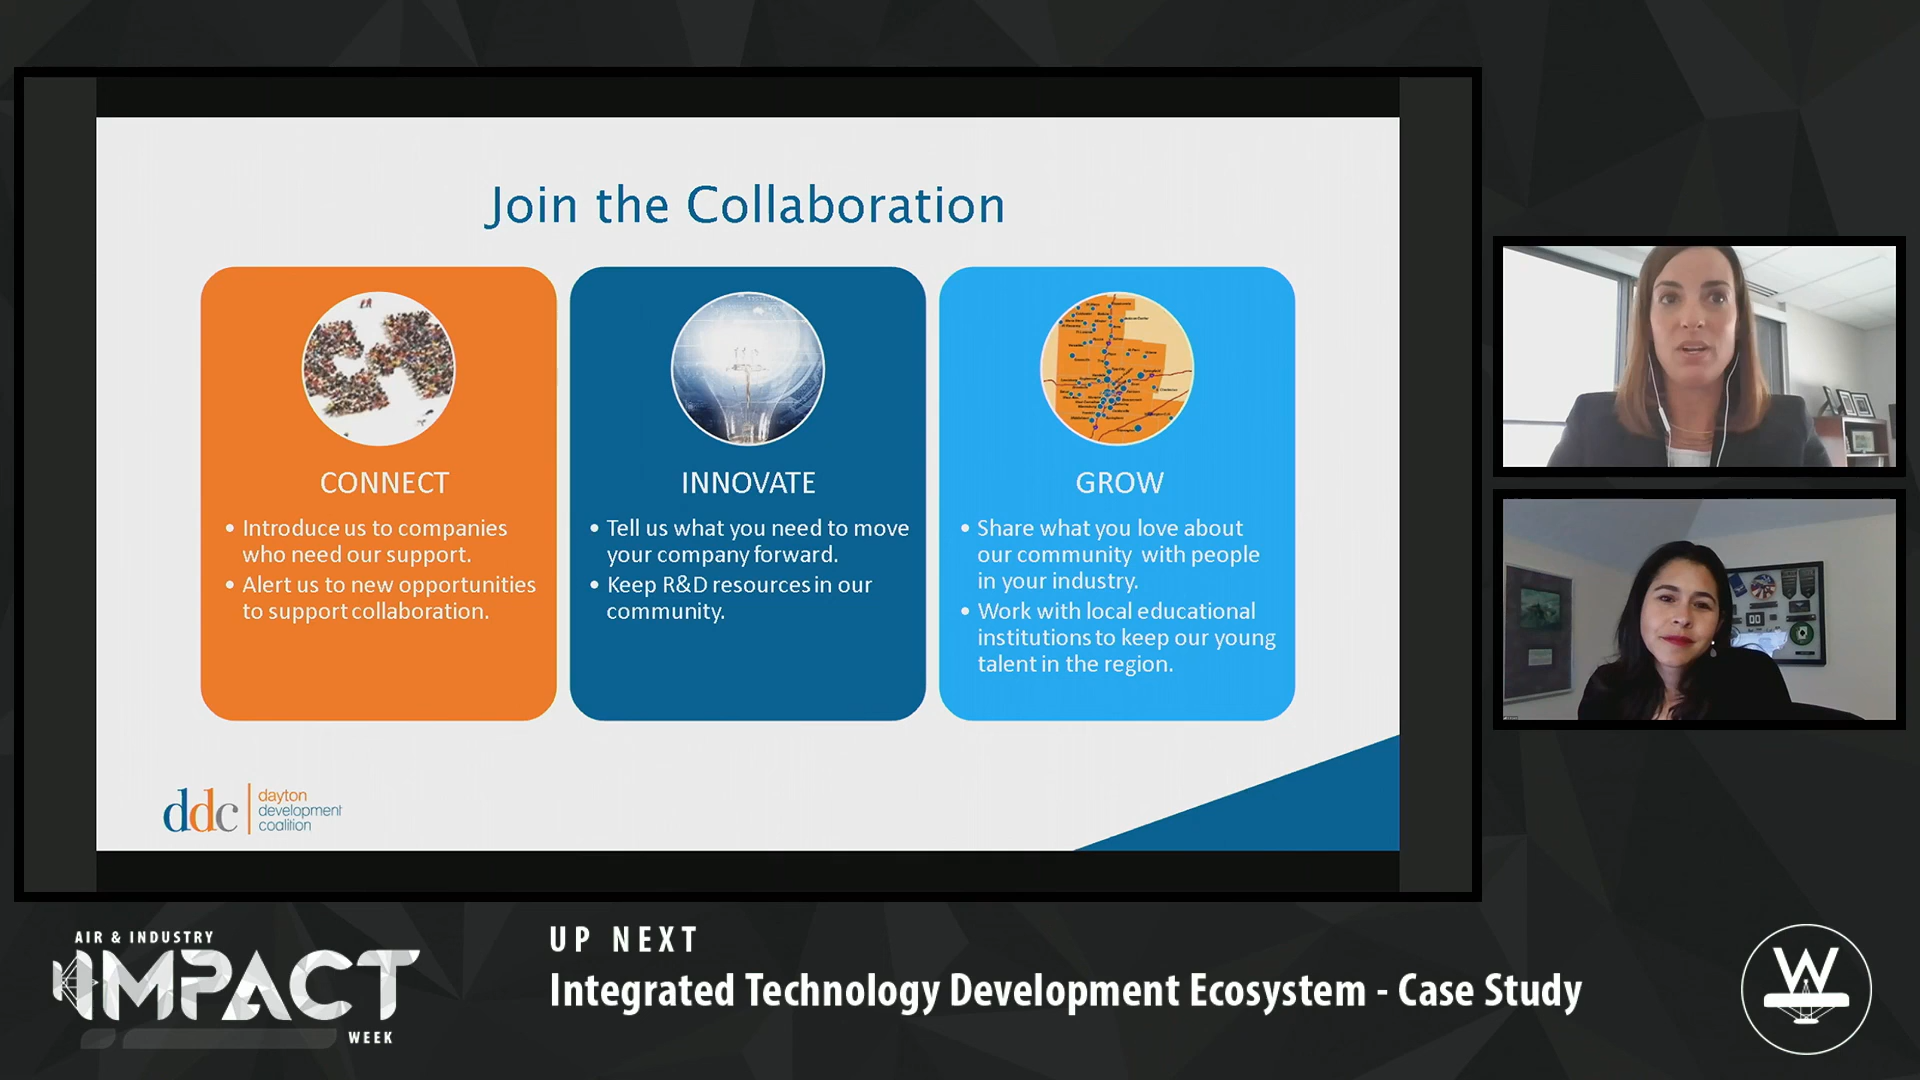 Join the Collaboration
CONNECT
• Introduce us to companies
who need our support.
• Alert us to new opportunities
to support collaboration.
INNOVATE
• Tell us what you need to move
your company forward.
• Keep R&D resources in our
community.
GROW
• Share what you love about
our community with people
in your industry.
• Work with local educational
institutions to keep our young
talent in the region.
ddc
dayton
development
coalition
AIR & INDUSTRY
IMPACT
WEEK
UP NEXT
Integrated Technology Development Ecosystem - Case Study
W